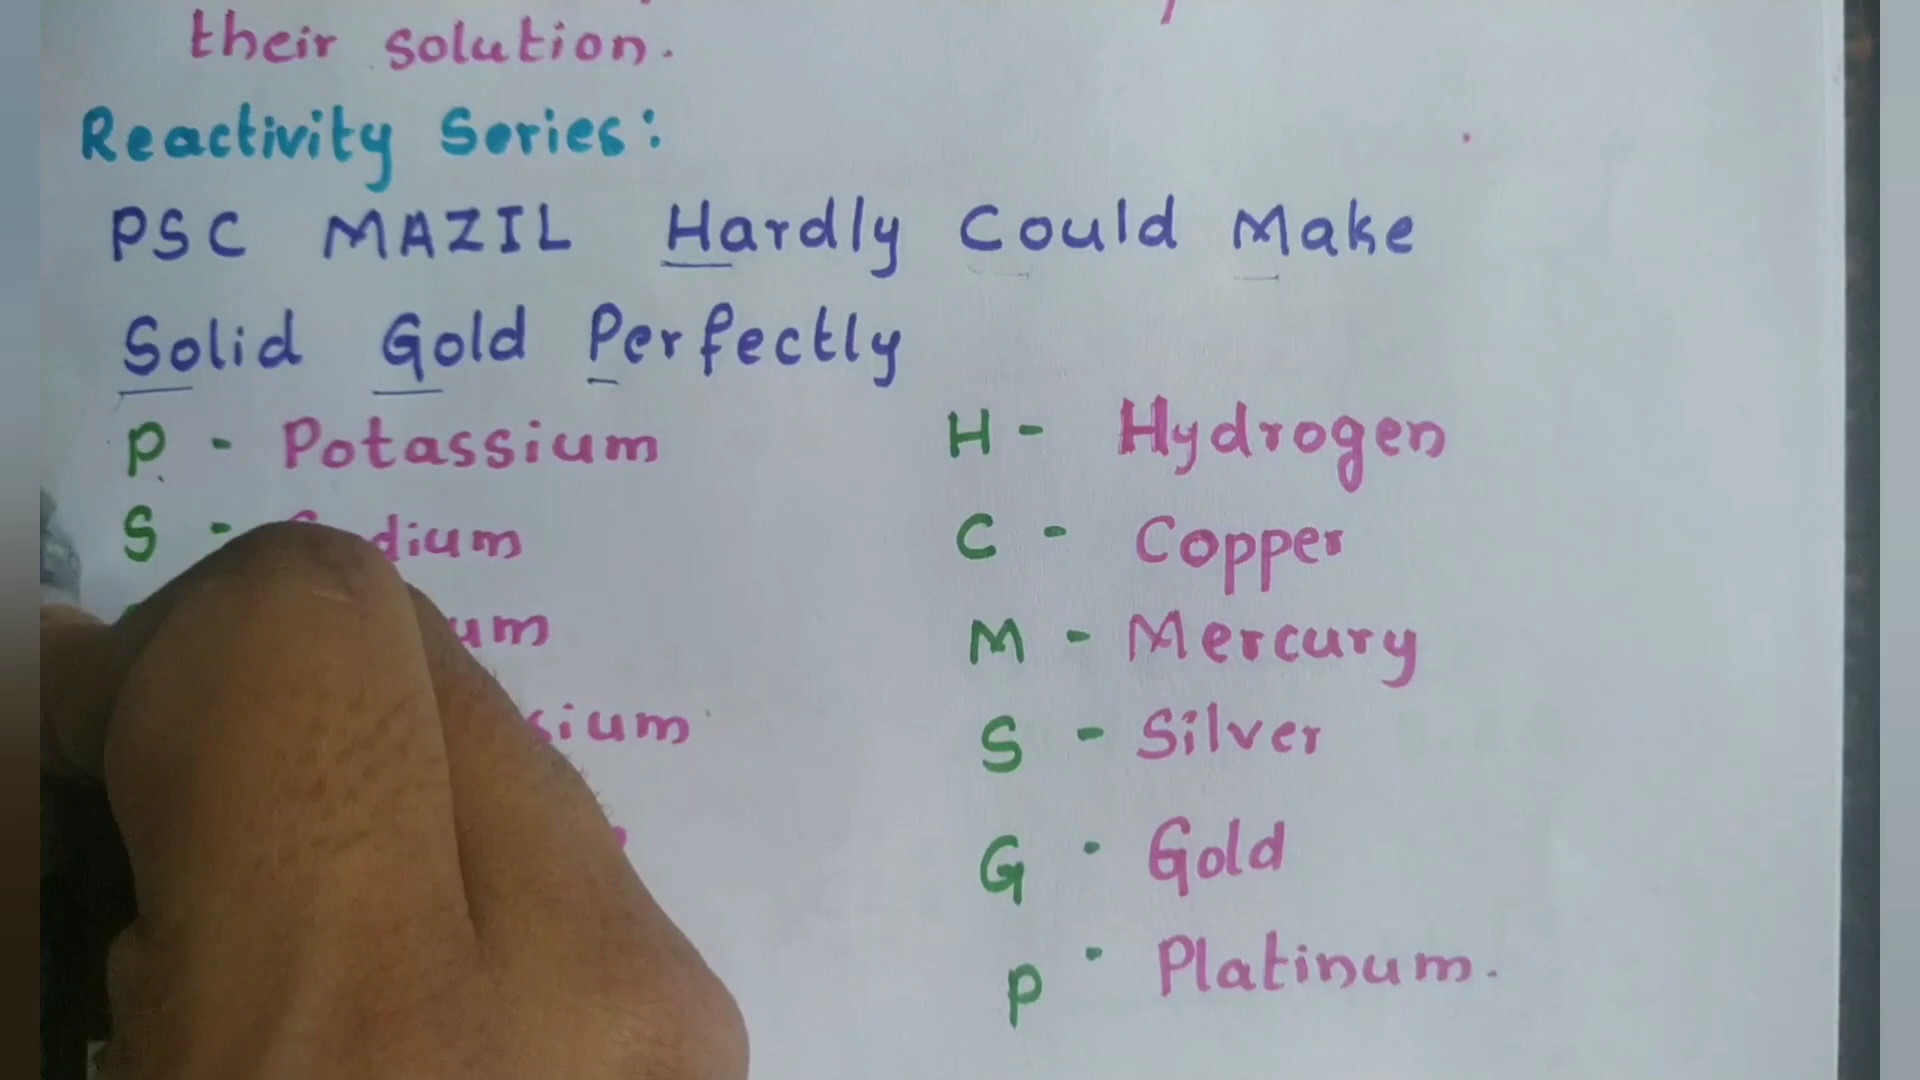 their solution.
Reactivity Series:
PSC MAZIL Hardly Could Make
Solid Gold Perfectly
P - Potassium
S - dium
um
sium
H - Hydrogen
C - Copper
M - Mercury
S - Silver
G - Gold
P - Platinum.